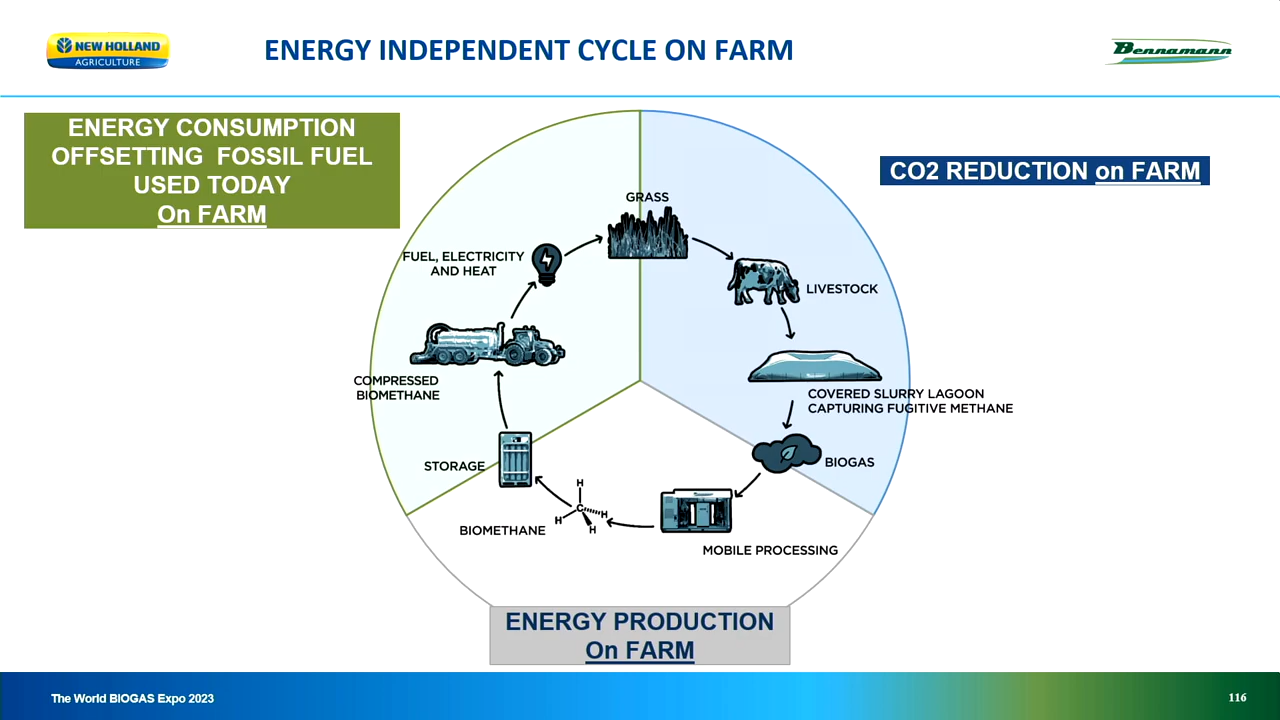 NEW HOLLAND
AGRICULTURE
ENERGY INDEPENDENT CYCLE ON FARM
Bennamann
ENERGY CONSUMPTION
OFFSETTING FOSSIL FUEL
USED TODAY
On FARM
CO2 REDUCTION on FARM
GRASS
FUEL, ELECTRICITY
AND HEAT
LIVESTOCK
COMPRESSED
BIOMETHANE
COVERED SLURRY LAGOON
CAPTURING FUGITIVE METHANE
STORAGE
BIOGAS
H
C
H
H
H
BIOMETHANE
MOBILE PROCESSING
ENERGY PRODUCTION
On FARM
The World BIOGAS Expo 2023
116